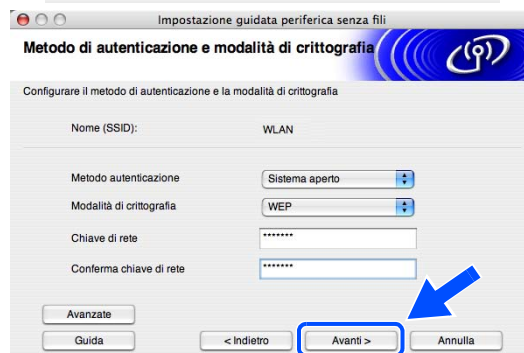 Impostazione guidata periferica senza fili
Metodo di autenticazione e modalità di crittografia
Configurare il metodo di autenticazione e la modalità di crittografia
Nome (SSID): WLAN
Metodo autenticazione Sistema aperto
Modalità di crittografia WEP
Chiave di rete *******
Conferma chiave di rete *******
Avanzate
Guida < Indietro Avanti > Annulla